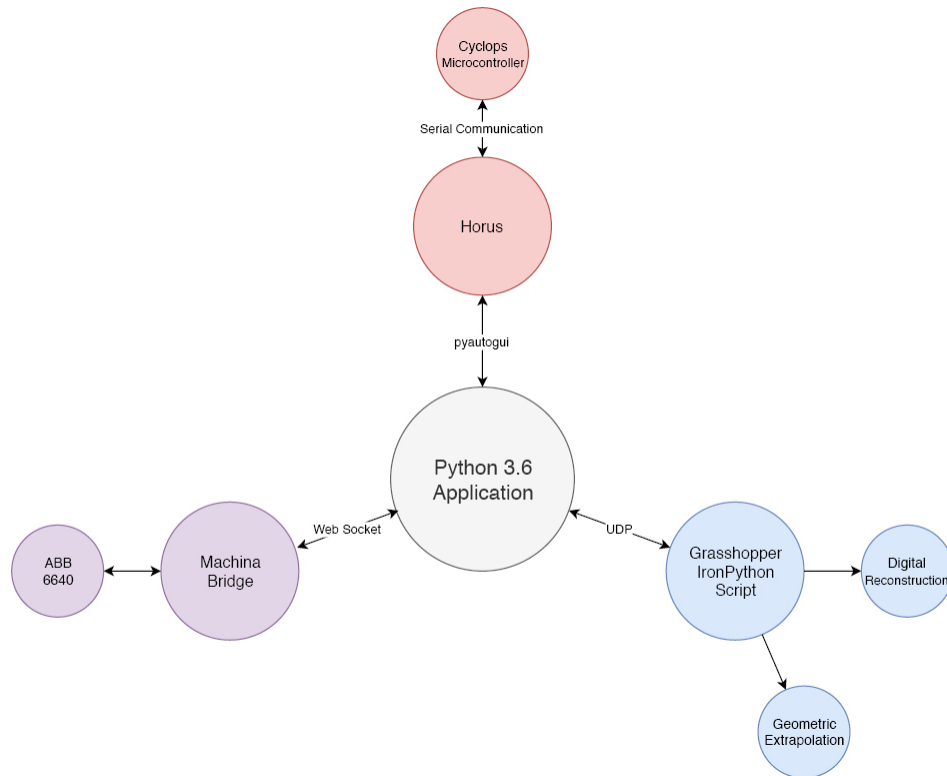 Cyclops
Microcontroller
Serial Communication
Horus
pyautogui
Python 3.6
Application
Web Socket
UDP
ABB
6640
Machina
Bridge
Grasshopper
IronPython
Script
Digital
Reconstruction
Geometric
Extrapolation